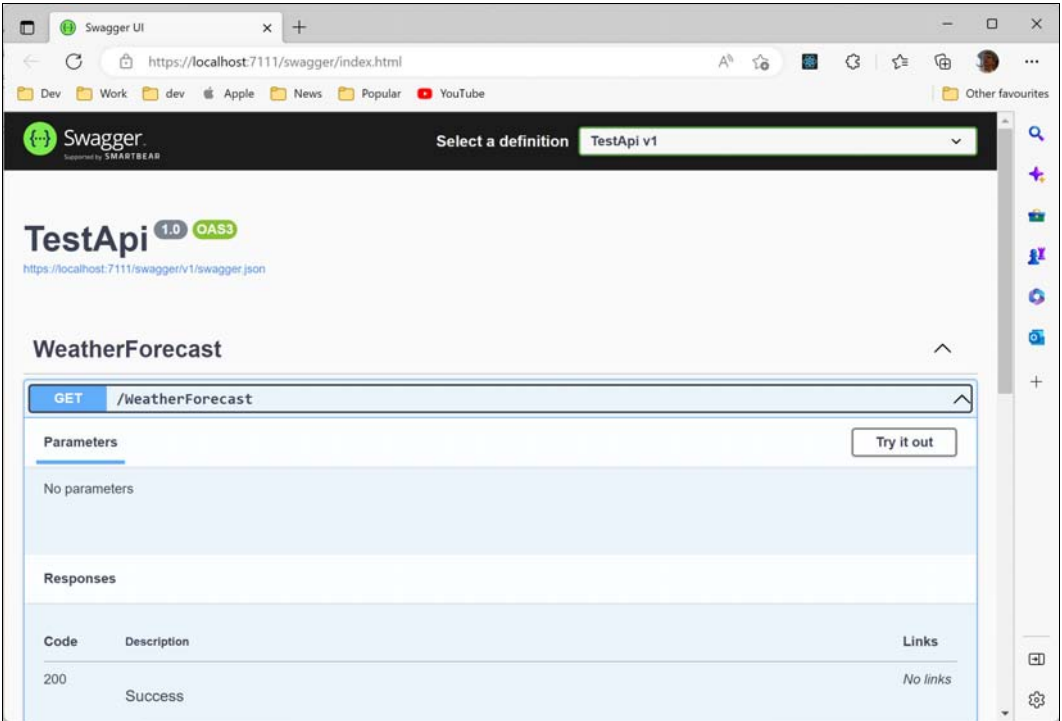 Swagger UI
https://localhost:7111/swagger/index.html
Dev Work dev Apple News Popular YouTube Other favourites
Swagger. Select a definition TestApi v1
Supported by SMARTBEAR
TestApi 1.0 OAS3
https://localhost:7111/swagger/v1/swagger.json
WeatherForecast
GET /WeatherForecast
Parameters Try it out
No parameters
Responses
Code Description Links
200 No links
Success